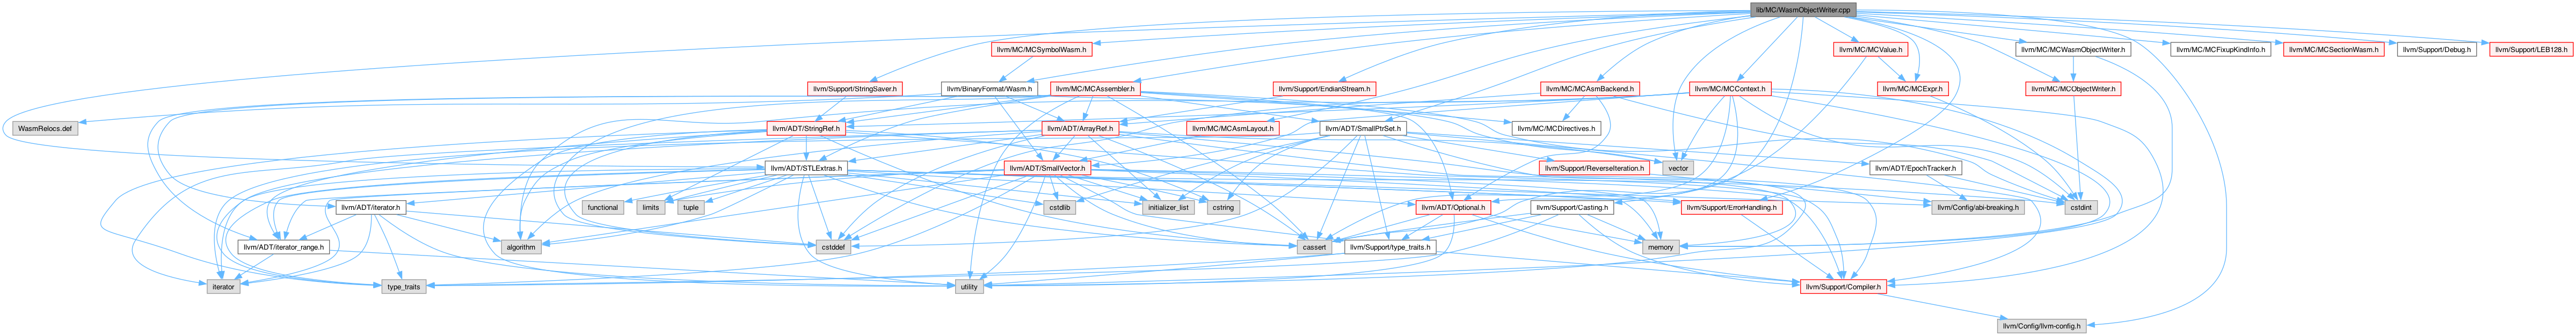 lib/MC/WasmObjectWriter.cpp
llvm/MC/MCSymbolWasm.h
llvm/MC/MCValue.h
llvm/MC/MCWasmObjectWriter.h
llvm/MC/MCFixupKindInfo.h
llvm/MC/MCSectionWasm.h
llvm/Support/Debug.h
llvm/Support/LEB128.h
llvm/Support/StringSaver.h
llvm/BinaryFormat/Wasm.h
llvm/MC/MCAssembler.h
llvm/Support/EndianStream.h
llvm/MC/MCAsmBackend.h
llvm/MC/MCContext.h
llvm/MC/MCExpr.h
llvm/MC/MCObjectWriter.h
WasmRelocs.def
llvm/ADT/StringRef.h
llvm/ADT/ArrayRef.h
llvm/MC/MCAsmLayout.h
llvm/ADT/SmallPtrSet.h
llvm/MC/MCDirectives.h
llvm/ADT/STLExtras.h
llvm/ADT/SmallVector.h
llvm/Support/ReverseIteration.h
vector
llvm/ADT/EpochTracker.h
llvm/ADT/iterator.h
functional
limits
tuple
cstdlib
initializer_list
cstring
llvm/ADT/Optional.h
llvm/Support/Casting.h
llvm/Support/ErrorHandling.h
llvm/Config/abi-breaking.h
cstdint
llvm/ADT/iterator_range.h
algorithm
cstddef
cassert
llvm/Support/type_traits.h
memory
iterator
type_traits
utility
llvm/Support/Compiler.h
llvm/Config/llvm-config.h